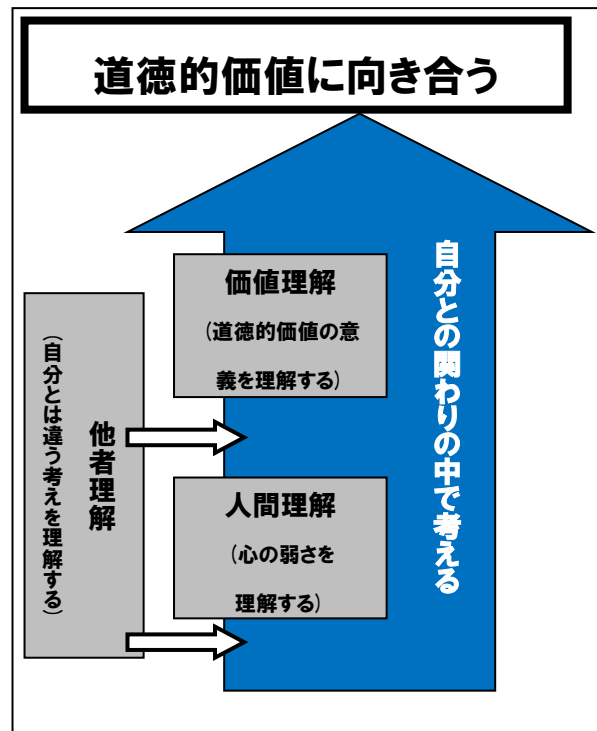 道徳的価値に向き合う
価値理解
(道徳的価値の意
義を理解する)
自分との関わりの中で考える
他者理解
(自分とは違う考えを理解する)
人間理解
(心の弱さを
理解する)